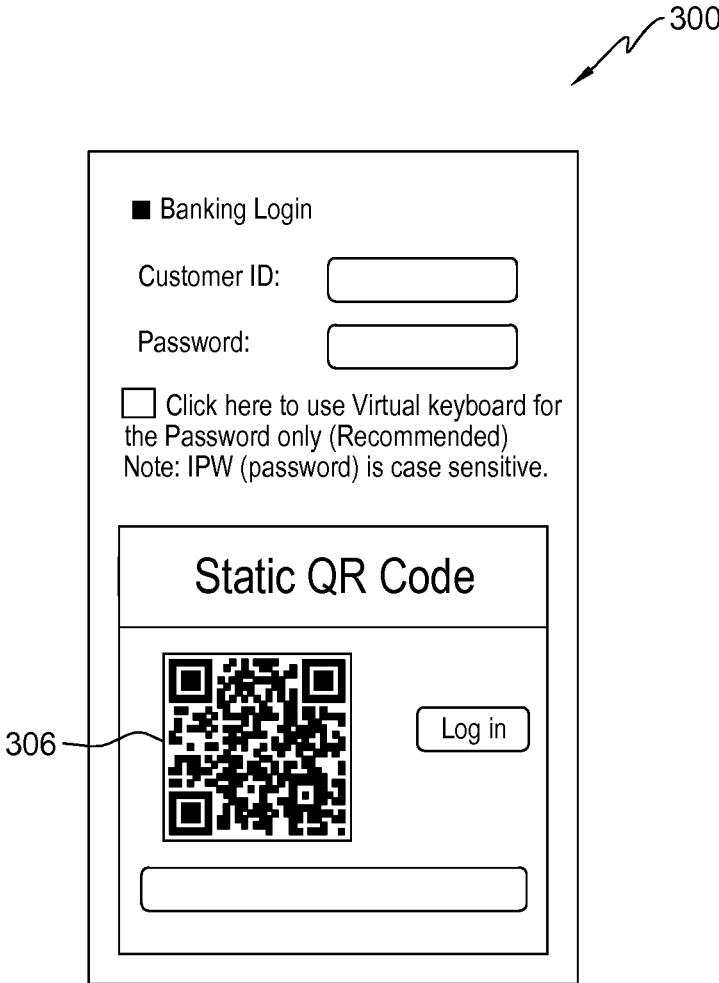 300
Banking Login
Customer ID:
Password:
Click here to use Virtual keyboard for
the Password only (Recommended)
Note: IPW (password) is case sensitive.
Static QR Code
306
Log in